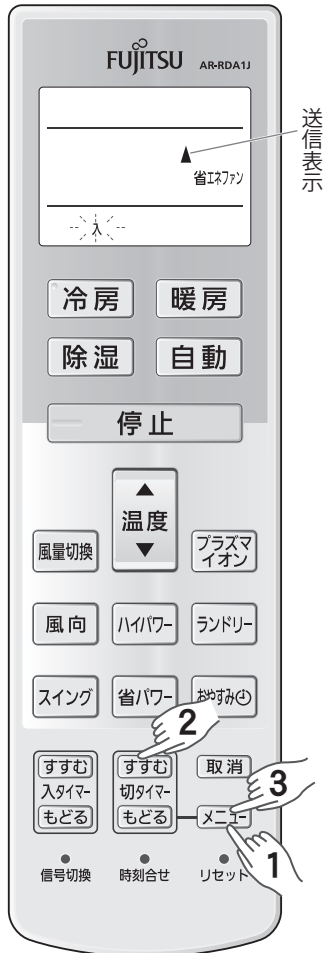 FUJITSU AR-RDA1J
送信表示
▲
省エネファン
入
冷房 暖房
除湿 自動
停止
▲
温度
▼
風量切換
プラズマ
イオン
風向 ハイパワー ランドリー
スイング 省パワー おやすみ
2
すすむ すすむ 取消
入タイマー 切タイマー
3
もどる もどる メニュー
1
信号切換 時刻合せ リセット